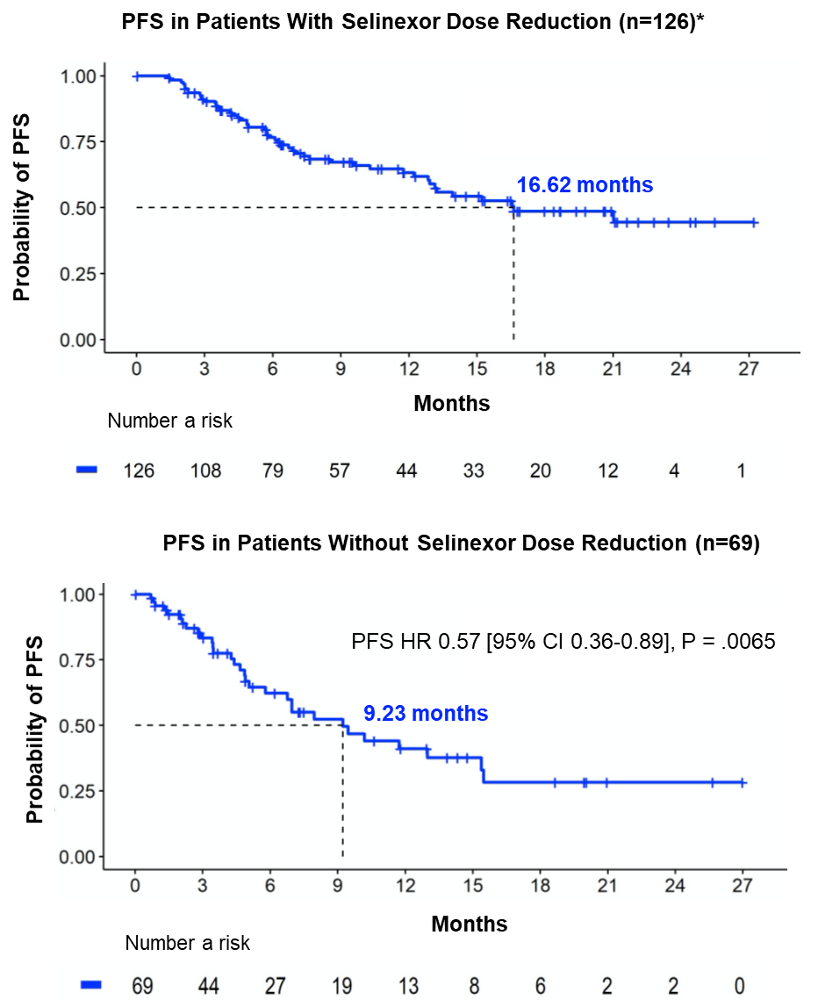 PFS in Patients With Selinexor Dose Reduction (n=126)*
Probability of PFS
1.00
0.75
0.50
0.25
0.00
16.62 months
0 3 6 9 12 15 18 21 24 27
Months
Number a risk
126 108 79 57 44 33 20 12 4 1
PFS in Patients Without Selinexor Dose Reduction (n=69)
Probability of PFS
1.00
0.75
0.50
0.25
0.00
PFS HR 0.57 [95% CI 0.36-0.89], P = .0065
9.23 months
0 3 6 9 12 15 18 21 24 27
Months
Number a risk
69 44 27 19 13 8 6 2 2 0